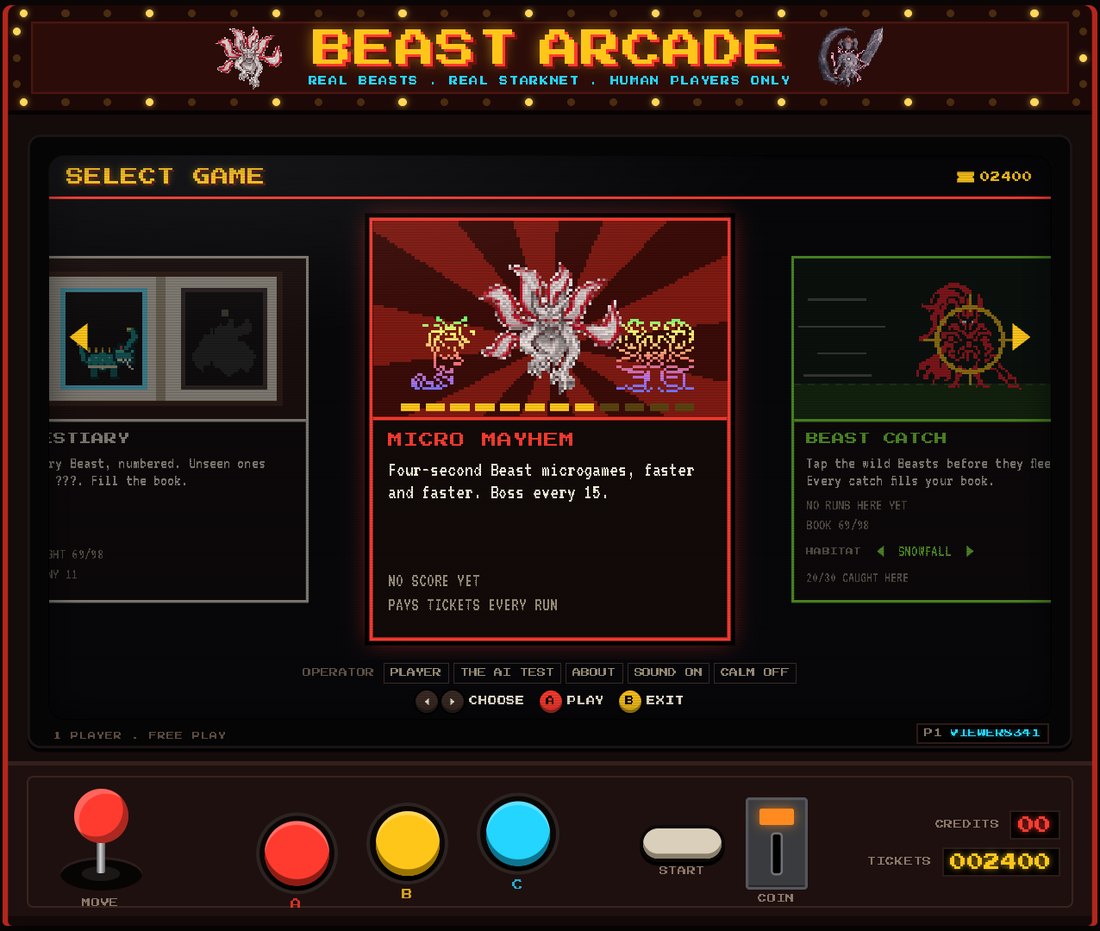 BEAST ARCADE
REAL BEASTS . REAL STARKNET . HUMAN PLAYERS ONLY
SELECT GAME
02400
ESTIARY
ry Beast, numbered. Unseen ones
???. Fill the book.
GHT 69/98
NY 11
MICRO MAYHEM
Four-second Beast microgames, faster
and faster. Boss every 15.
NO SCORE YET
PAYS TICKETS EVERY RUN
BEAST CATCH
Tap the wild Beasts before they flee
Every catch fills your book.
NO RUNS HERE YET
BOOK 69/98
HABITAT SNOWFALL
20/30 CAUGHT HERE
OPERATOR PLAYER THE AI TEST ABOUT SOUND ON CALM OFF
CHOOSE A PLAY B EXIT
1 PLAYER . FREE PLAY
P1 VIEWERS341
MOVE
A
B
C
START
COIN
CREDITS 00
TICKETS 002400